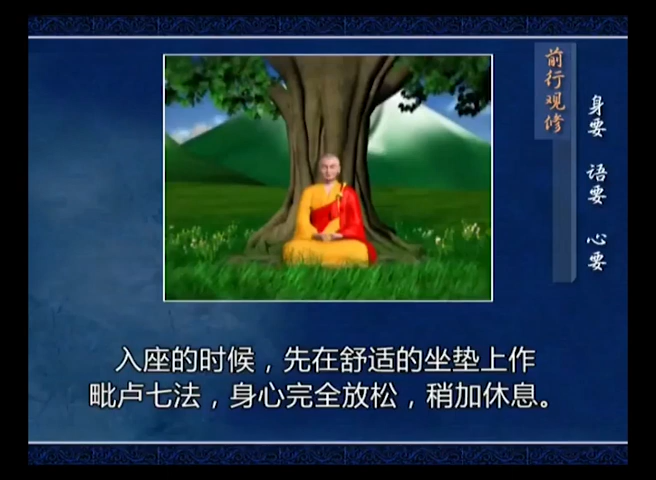 前行观修
身要 语要 心要
入座的时候，先在舒适的坐垫上作
毗卢七法，身心完全放松，稍加休息。